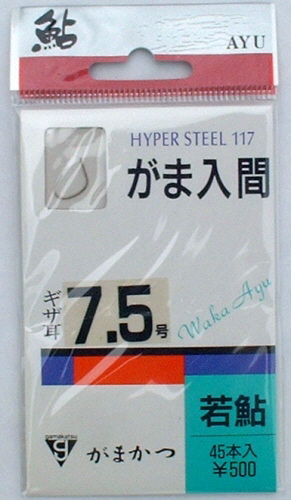 鮎
AYU
HYPER STEEL 117
がま入間
ギザ耳
7.5号
Waka Ayu
若鮎
gamakatsu
がまかつ
45本入
¥500